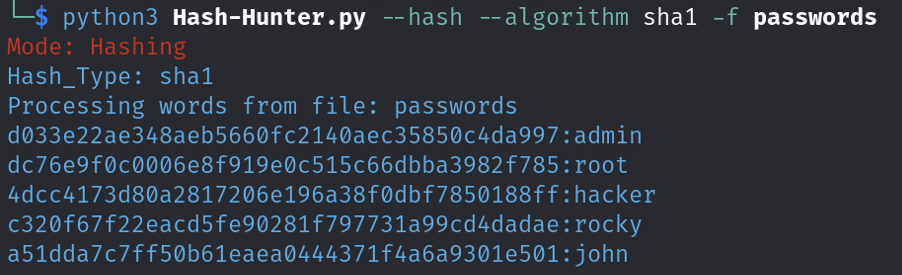 └─$ python3 Hash-Hunter.py --hash --algorithm sha1 -f passwords
Mode: Hashing
Hash_Type: sha1
Processing words from file: passwords
d033e22ae348aeb5660fc2140aec35850c4da997:admin
dc76e9f0c0006e8f919e0c515c66dbba3982f785:root
4dcc4173d80a2817206e196a38f0dbf7850188ff:hacker
c320f67f22eacd5fe90281f797731a99cd4dadae:rocky
a51dda7c7ff50b61eaea0444371f4a6a9301e501:john